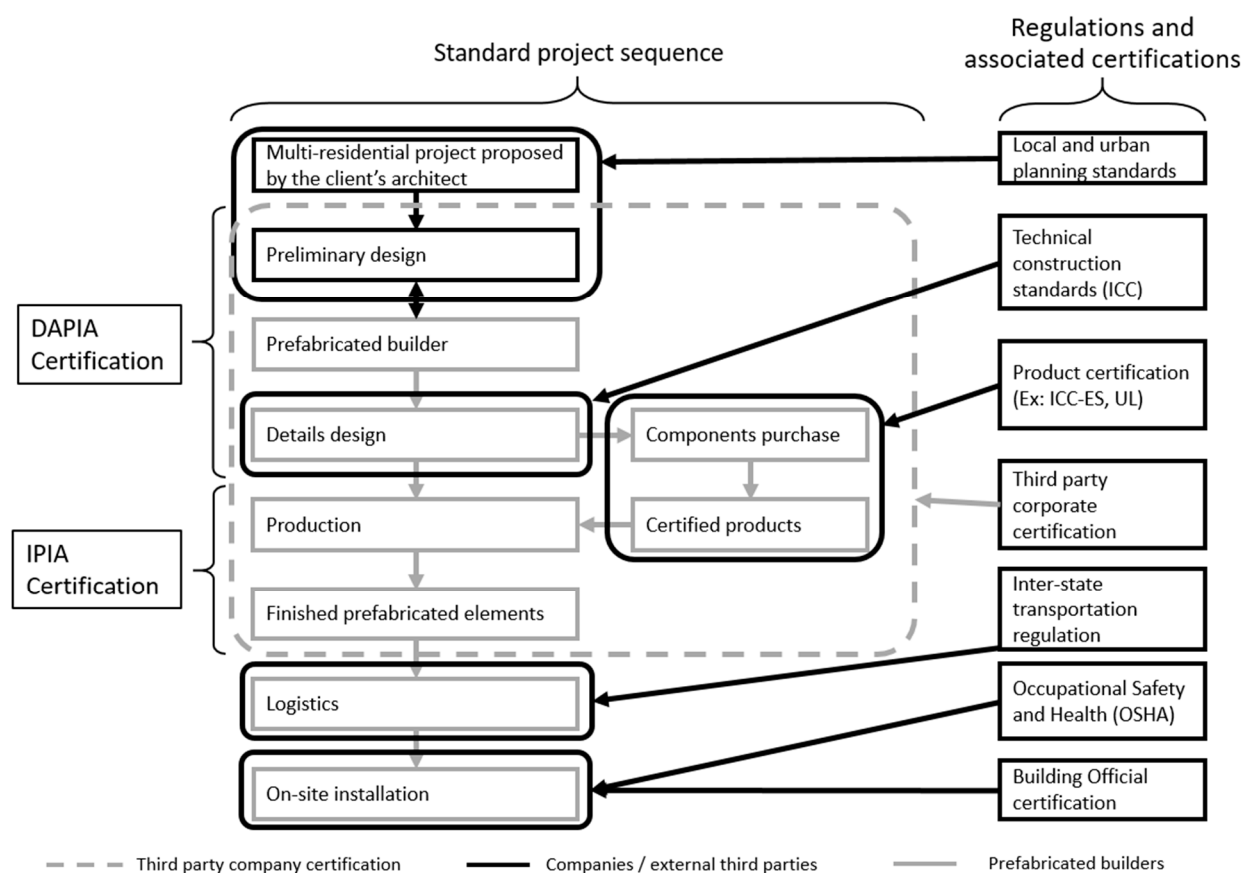 Standard project sequence
Regulations and
associated certifications
Multi-residential project proposed
by the client's architect
Preliminary design
Prefabricated builder
Details design
Components purchase
Production
Certified products
Finished prefabricated elements
Logistics
On-site installation
DAPIA
Certification
IPIA
Certification
Local and urban
planning standards
Technical
construction
standards (ICC)
Product certification
(Ex: ICC-ES, UL)
Third party
corporate
certification
Inter-state
transportation
regulation
Occupational Safety
and Health (OSHA)
Building Official
certification
Third party company certification
Companies / external third parties
Prefabricated builders